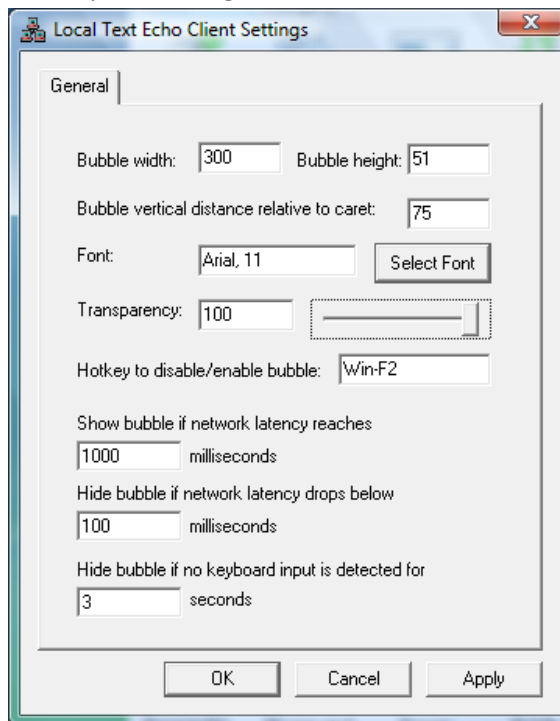 Local Text Echo Client Settings
General
Bubble width: 300 Bubble height: 51
Bubble vertical distance relative to caret: 75
Font: Arial, 11 Select Font
Transparency: 100
Hotkey to disable/enable bubble: Win-F2
Show bubble if network latency reaches
1000 milliseconds
Hide bubble if network latency drops below
100 milliseconds
Hide bubble if no keyboard input is detected for
3 seconds
OK Cancel Apply